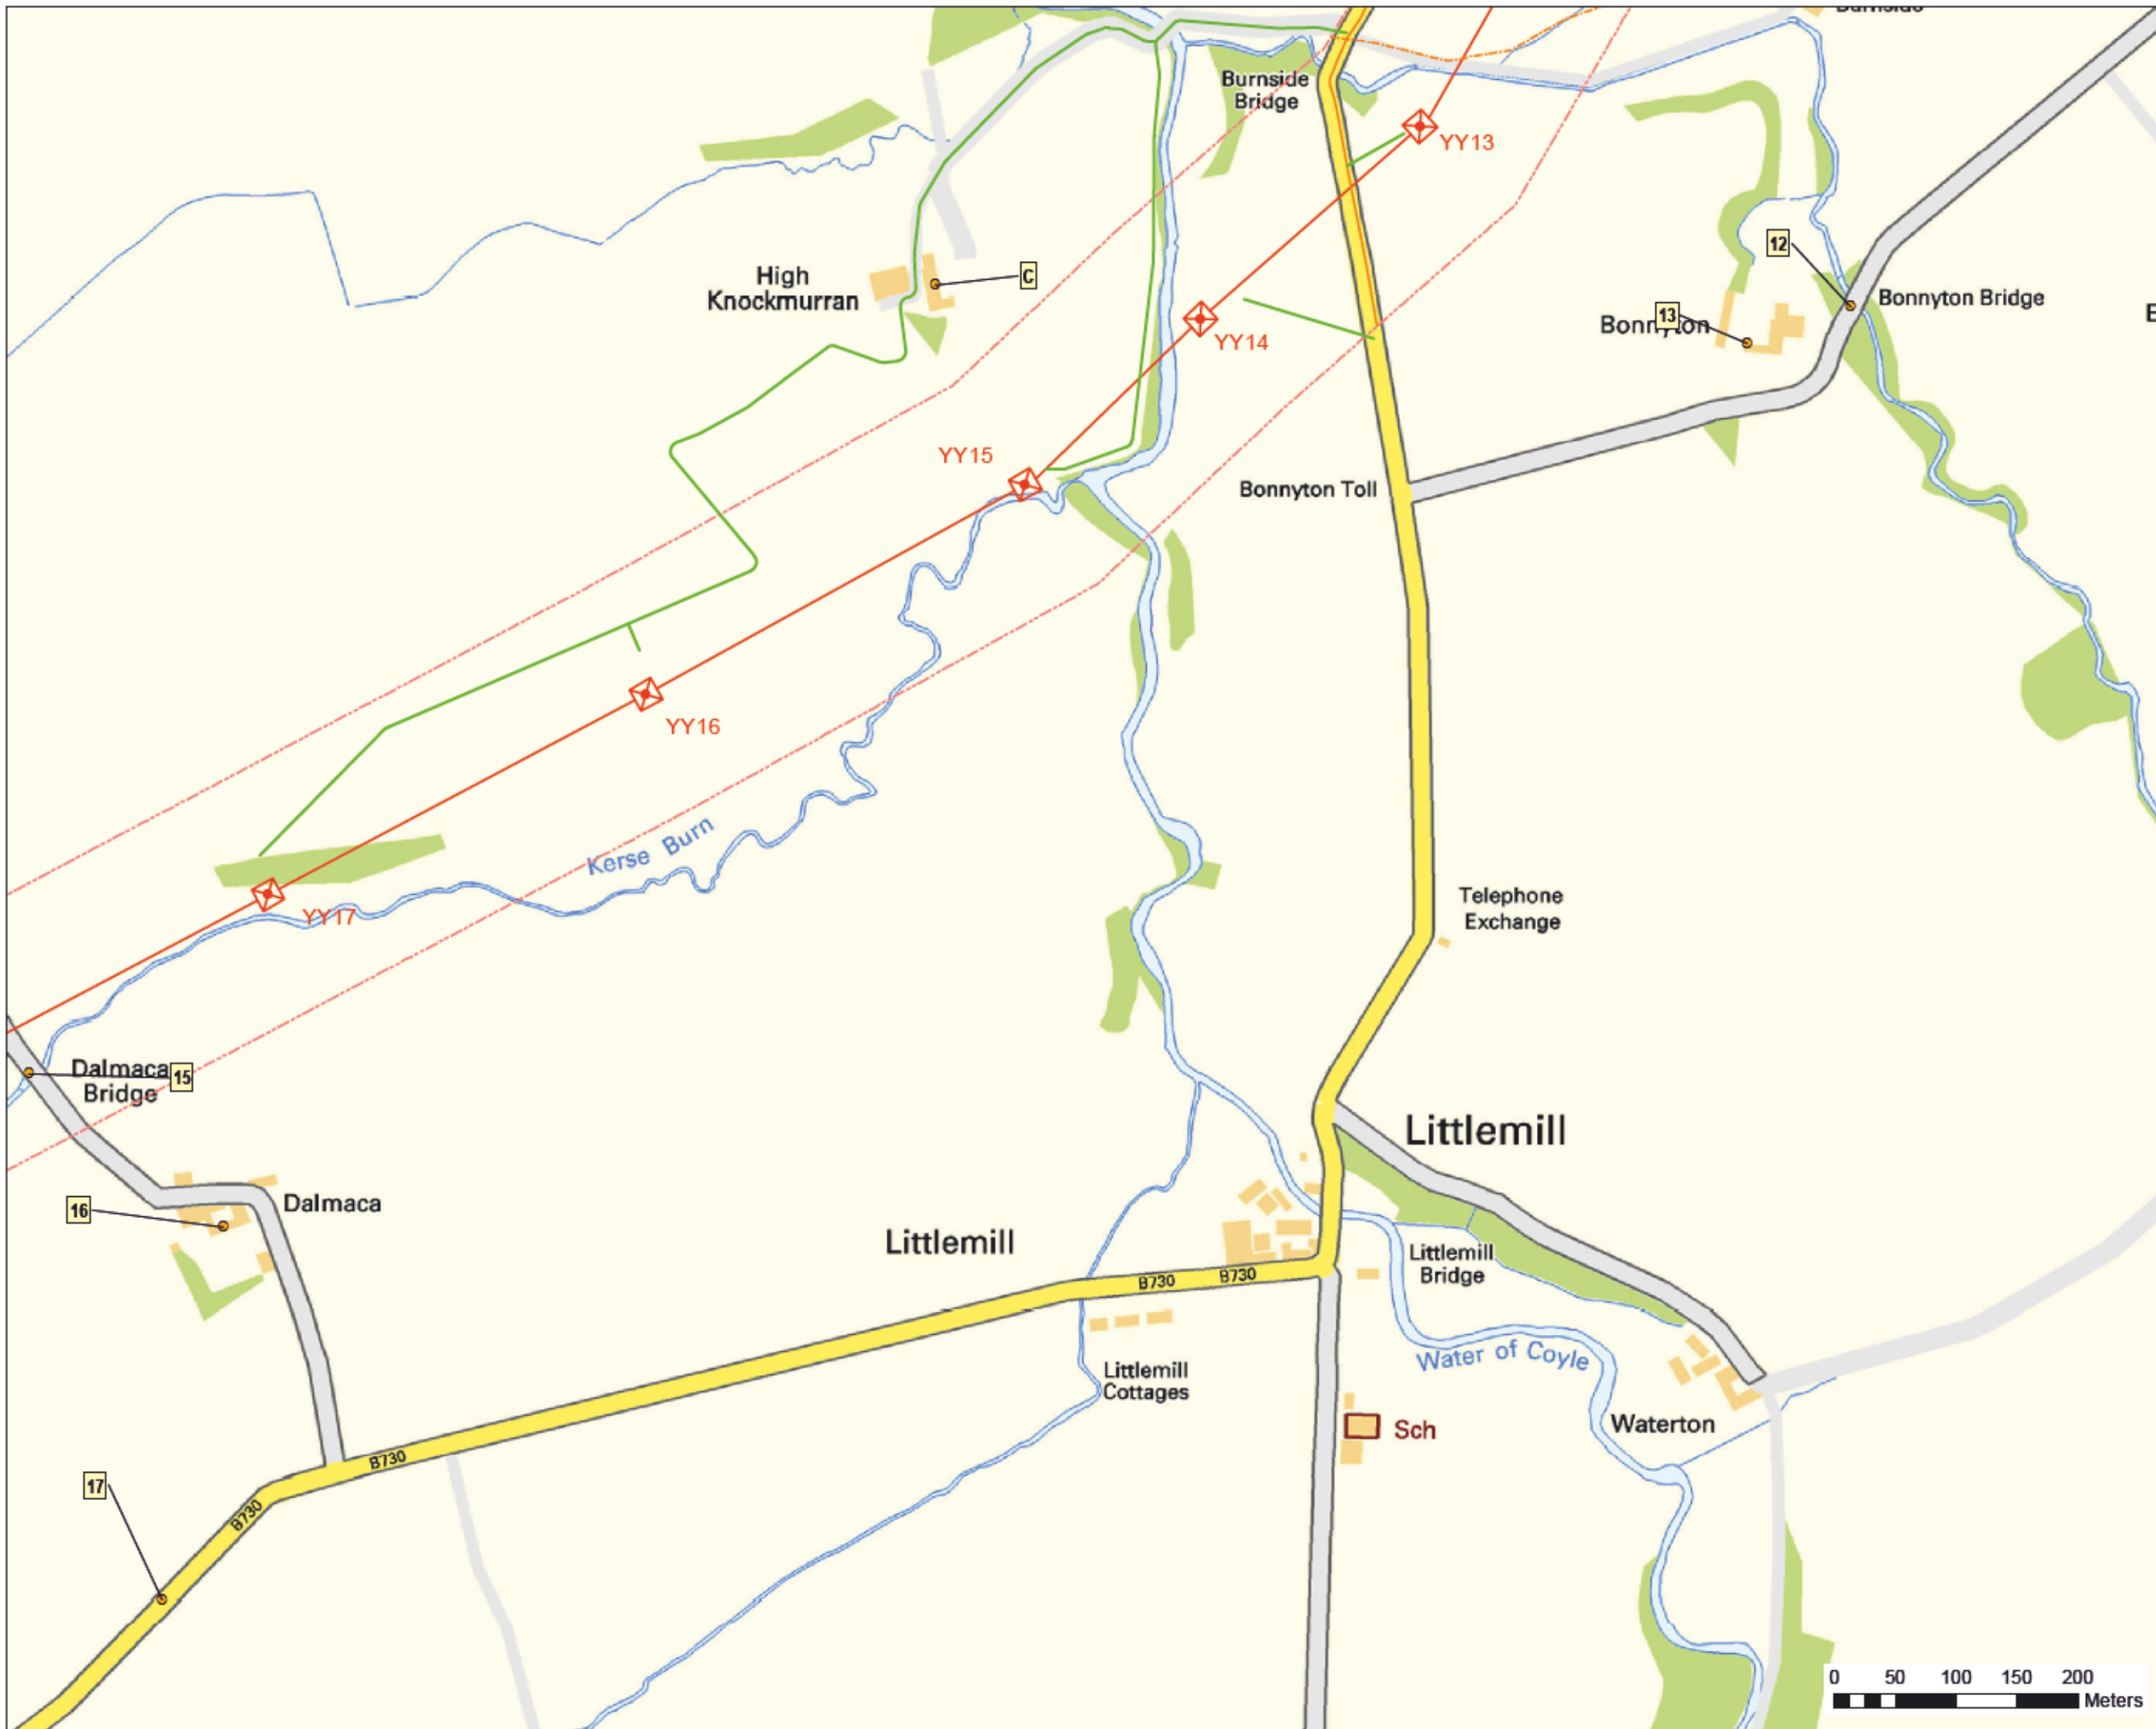 Burnside
Burnside
Bridge
YY13
12
High
Knockmurran
C
Bonnyton Bridge
13
Bonnyton
YY14
YY15
Bonnyton Toll
YY16
Kerse Burn
Telephone
Exchange
YY17
Dalmaca
Bridge
15
Littlemill
16
Dalmaca
Littlemill
Littlemill
Bridge
B730
B730
Water of Coyle
Littlemill
Cottages
Waterton
Sch
B730
17
B730
0 50 100 150 200
Meters